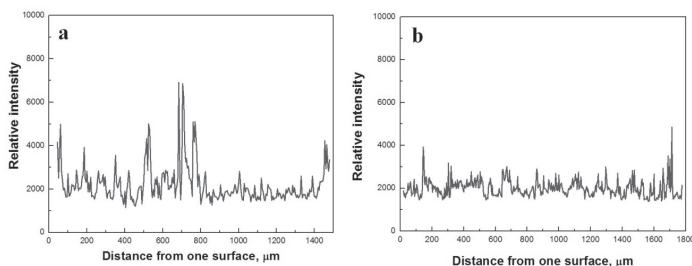 a
10000
8000
6000
4000
2000
0
Relative intensity
0 200 400 600 800 1000 1200 1400
Distance from one surface, μm
b
10000
8000
6000
4000
2000
0
Relative intensity
0 200 400 600 800 1000 1200 1400 1600 1800
Distance from one surface, μm